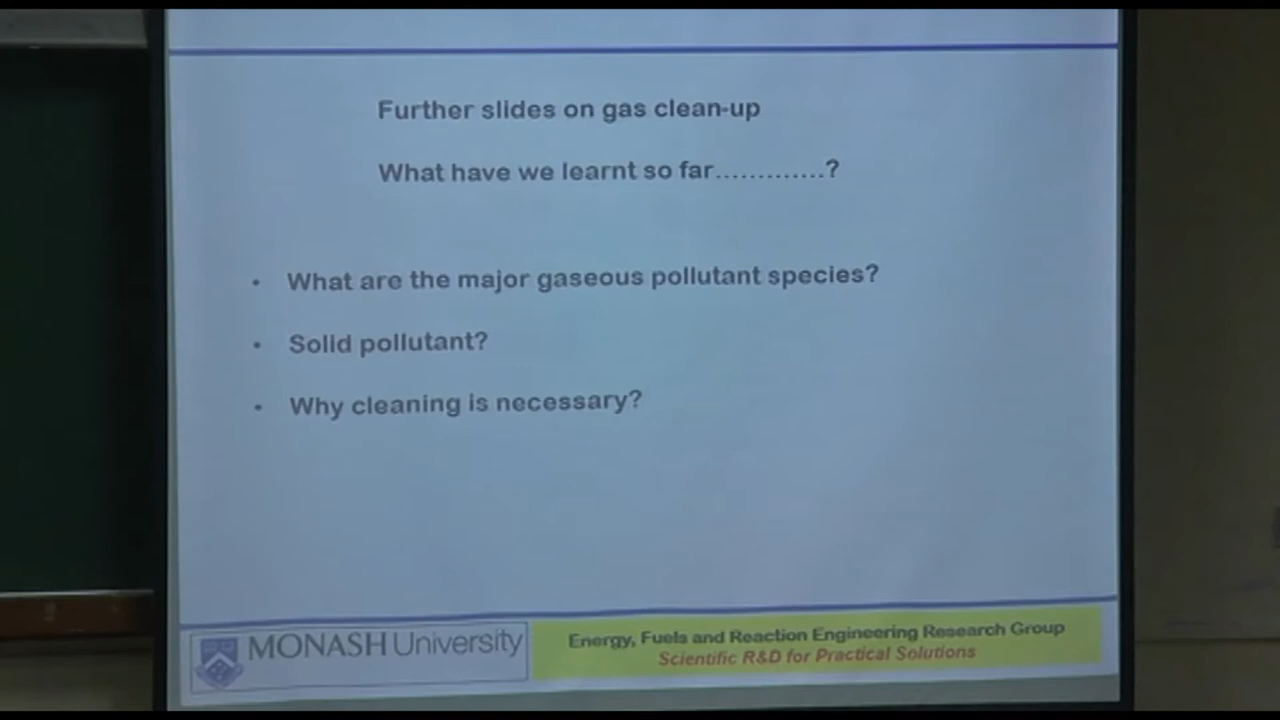 Further slides on gas clean-up
What have we learnt so far.............?
• What are the major gaseous pollutant species?
• Solid pollutant?
• Why cleaning is necessary?
MONASH University
Energy, Fuels and Reaction Engineering Research Group
Scientific R&D for Practical Solutions